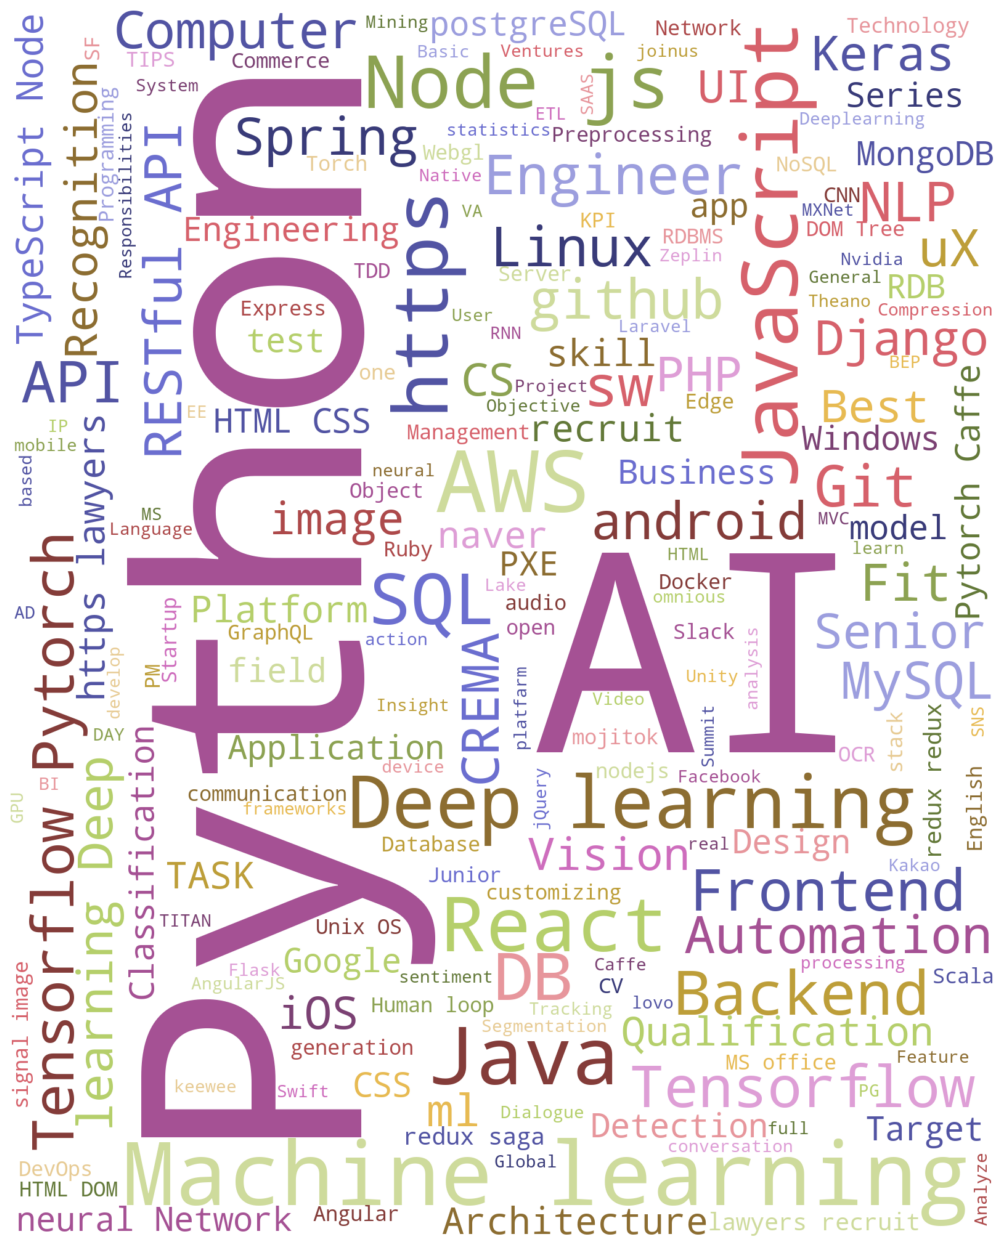 Computer
Mining
postgreSQL
Network
Technology
TIPS
SF
Commerce
Basic
Ventures
joinus
Keras
System
Node js
UI
Javascript
Series
TypeScript Node
Recognition
Programming
Responsibilities
RESTful API
Python
Spring
Torch
SAAS
ETL
statistics
Preprocessing
Deeplearning
Webgl
Native
Engineer
NoSQL
MongoDB
Engineering
https
VA
KPI
app
CNN
MXNet
NLP
DOM Tree
Linux
RDBMS
Zeplin
uX
TDD
Server
Nvidia
General
RDB
Express
test
github
Theano
Compression
User
RNN
Laravel
Django
API
one
skill
BEP
CS
Project
sw
PHP
Objective
Edge
Best
Pytorch Caffe
EE
HTML CSS
IP
mobile
Management
recruit
Windows
based
https lawyers
neural
Object
AWS
Business
Git
MS
Language
image
naver
android
MVC
model
Ruby
PXE
HTML
learn
AD
Pytorch
Startup
Platform
SQL
Lake
audio
open
AI
Docker
omnious
Fit
GraphQL
action
Slack
Senior
PM
develop
field
CREMA
platfarm
Video
Unity
analysis
MySQL
DAY
Insight
mojitok
Summit
SNS
stack
redux redux
Classification
Application
device
OCR
BI
GPU
learning Deep
communication
frameworks
nodejs
Facebook
jQuery
Deep learning
English
Database
Vision
real
Design
Kakao
TASK
Junior
customizing
Frontend
TITAN
Unix OS
React
Automation
Tensorflow
Flask
AngularJS
Google
sentiment
DB
Caffe
CV
processing
Scala
signal image
iOS
Human loop
lovo
Backend
Tracking
Segmentation
Qualification
generation
Java
MS office
Feature
keewee
Swift
CSS
Tensorflow
PG
ml
Dialogue
Detection
full
Target
redux saga
conversation
DevOps
HTML DOM
Machine learning
Global
Analyze
neural Network
Angular
Architecture
lawyers recruit